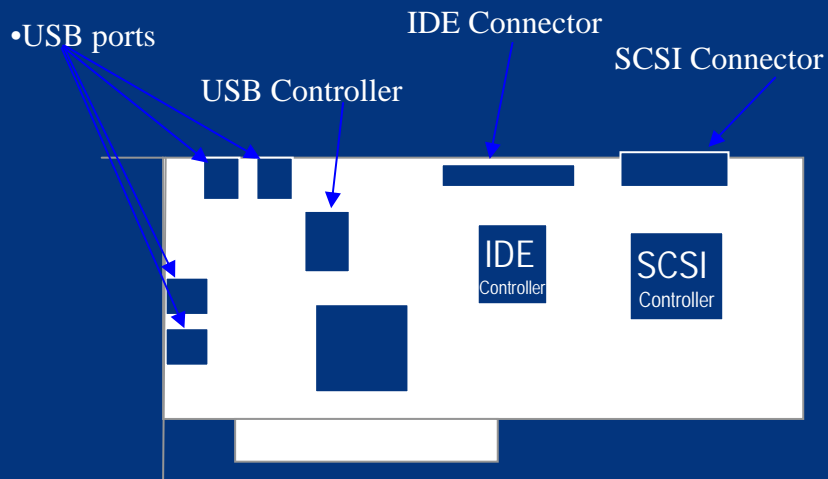 •USB ports
IDE Connector
SCSI Connector
USB Controller
IDE
Controller
SCSI
Controller